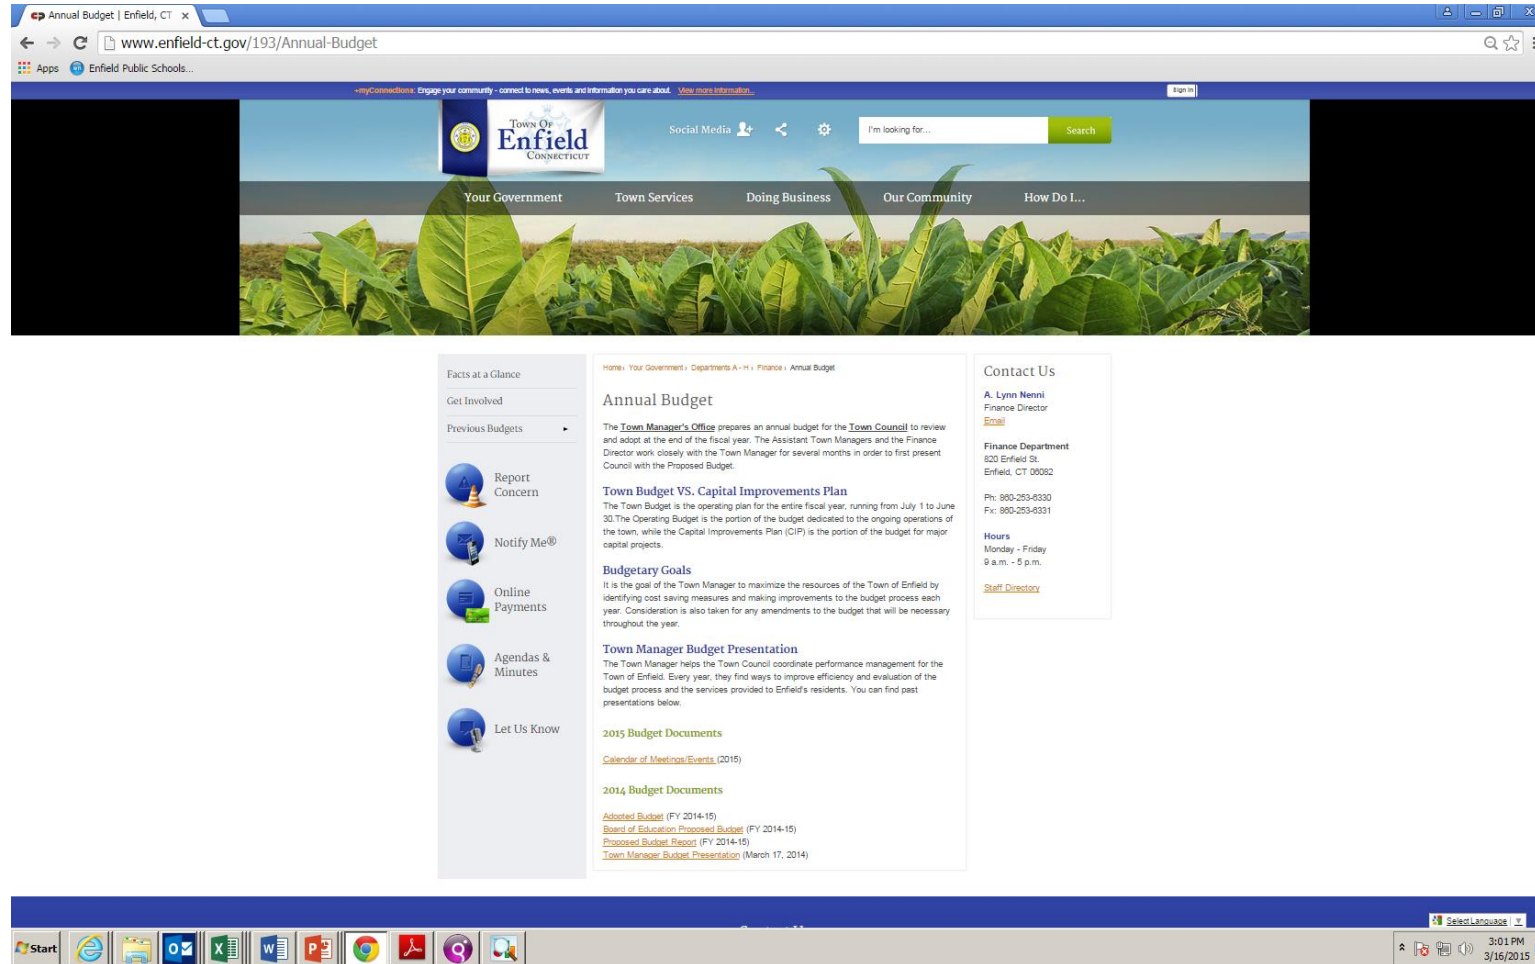 Annual Budget | Enfield, CT
www.enfield-ct.gov/193/Annual-Budget
Apps
Enfield Public Schools...
+myConnections: Engage your community - connect to news, events and information you care about. View more information...
Sign In
Town Of
Enfield
Connecticut
Social Media
I'm looking for...
Search
Your Government
Town Services
Doing Business
Our Community
How Do I...
Facts at a Glance
Get Involved
Previous Budgets
Report
Concern
Notify Me®
Online
Payments
Agendas &
Minutes
Let Us Know
Home › Your Government › Departments A - H › Finance › Annual Budget
Annual Budget
The Town Manager's Office prepares an annual budget for the Town Council to review
and adopt at the end of the fiscal year. The Assistant Town Managers and the Finance
Director work closely with the Town Manager for several months in order to first present
Council with the Proposed Budget.
Town Budget VS. Capital Improvements Plan
The Town Budget is the operating plan for the entire fiscal year, running from July 1 to June
30.The Operating Budget is the portion of the budget dedicated to the ongoing operations of
the town, while the Capital Improvements Plan (CIP) is the portion of the budget for major
capital projects.
Budgetary Goals
It is the goal of the Town Manager to maximize the resources of the Town of Enfield by
identifying cost saving measures and making improvements to the budget process each
year. Consideration is also taken for any amendments to the budget that will be necessary
throughout the year.
Town Manager Budget Presentation
The Town Manager helps the Town Council coordinate performance management for the
Town of Enfield. Every year, they find ways to improve efficiency and evaluation of the
budget process and the services provided to Enfield's residents. You can find past
presentations below.
2015 Budget Documents
Calendar of Meetings/Events (2015)
2014 Budget Documents
Adopted Budget (FY 2014-15)
Board of Education Proposed Budget (FY 2014-15)
Proposed Budget Report (FY 2014-15)
Town Manager Budget Presentation (March 17, 2014)
Contact Us
A. Lynn Nenni
Finance Director
Email
Finance Department
820 Enfield St.
Enfield, CT 06082
Ph: 860-253-6330
Fx: 860-253-6331
Hours
Monday - Friday
9 a.m. - 5 p.m.
Staff Directory
Select Language
Start
3:01 PM
3/16/2015